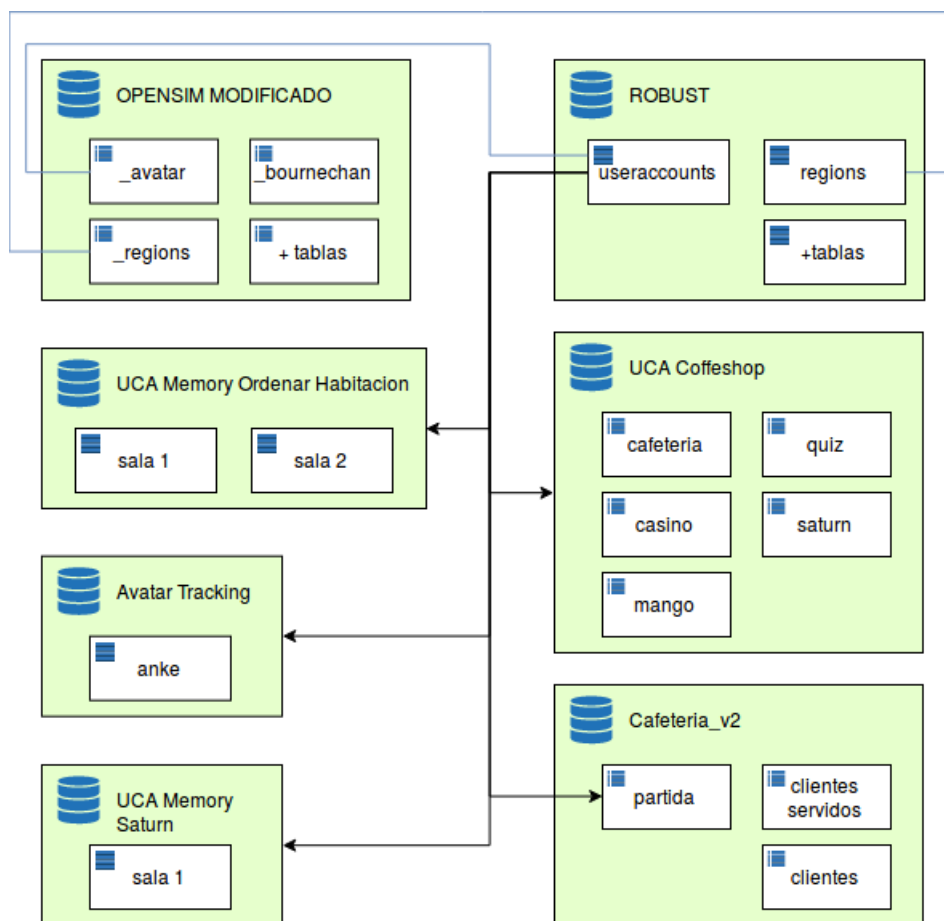 OPENSIM MODIFICADO
_avatar
_bournechan
_regions
+ tablas
ROBUST
useraccounts
regions
+tablas
UCA Memory Ordenar Habitacion
sala 1
sala 2
UCA Coffeshop
cafeteria
quiz
casino
saturn
mango
Avatar Tracking
anke
Cafeteria_v2
partida
clientes
servidos
clientes
UCA Memory
Saturn
sala 1